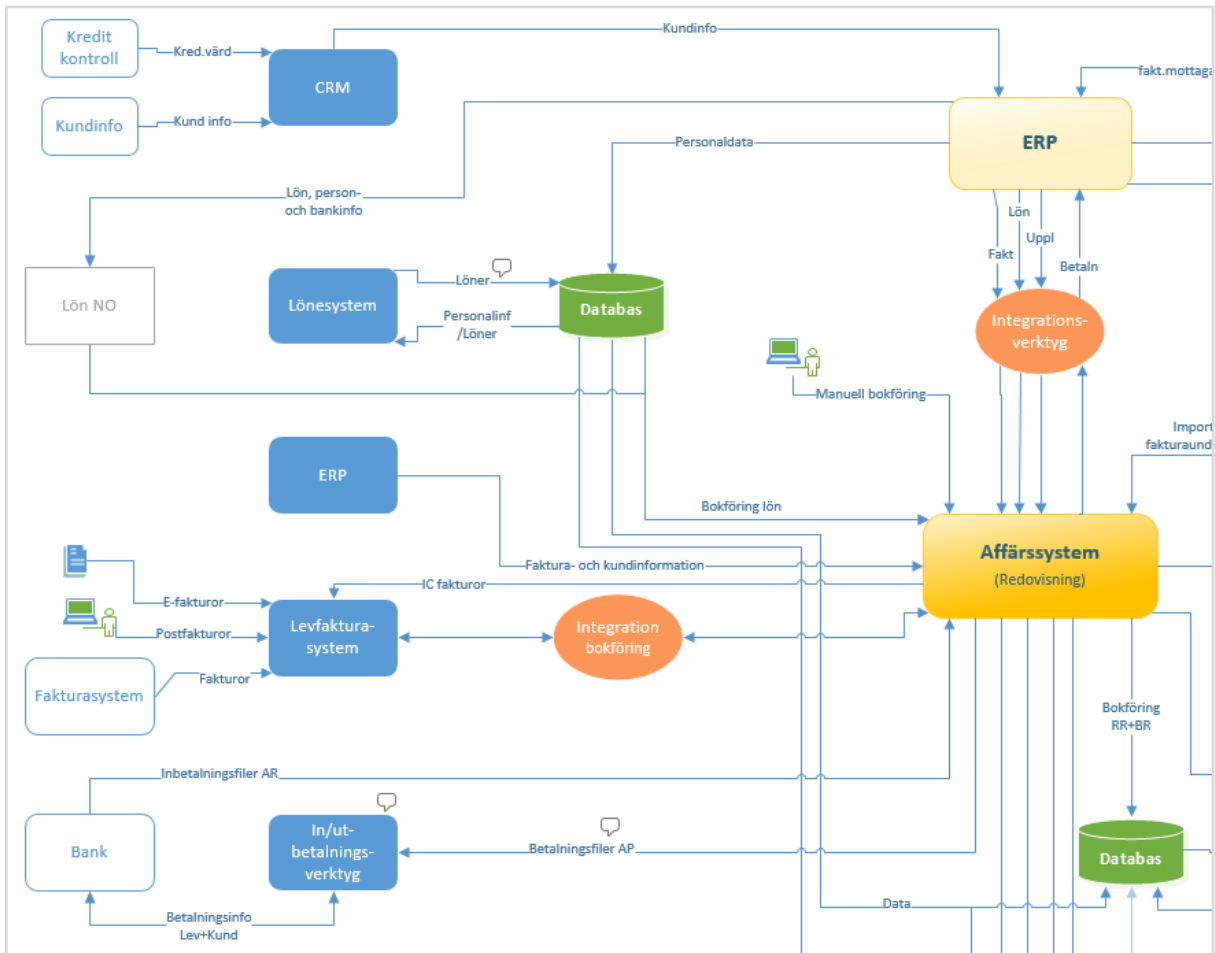 Kredit
kontroll
Kred.värd
CRM
Kundinfo
fakt.mottaga
Kundinfo
Kund info
ERP
Personaldata
Lön, person-
och bankinfo
Lön
Uppl
Fakt
Betaln
Lön NO
Lönesystem
Löner
Personalinf
/Löner
Databas
Integrations-
verktyg
Manuell bokföring
Import
fakturaund
ERP
Bokföring lön
Affärssystem
(Redovisning)
Faktura- och kundinformation
IC fakturor
E-fakturor
Postfakturor
Levfaktura-
system
Integration
bokföring
Fakturasystem
Fakturor
Bokföring
RR+BR
Inbetalningsfiler AR
Bank
In/ut-
betalnings-
verktyg
Betalningsfiler AP
Databas
Data
Betalningsinfo
Lev+Kund